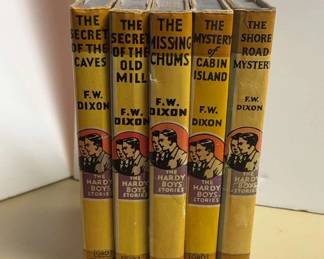 THE
SECRET
OF THE
CAVES
F.W.
DIXON
THE
HARDY
BOYS
STORIES
THE
SECRET
OF THE
OLD
MILL
F.W.
DIXON
THE
HARDY
BOYS
STORIES
THE
MISSING
CHUMS
F.W.
DIXON
THE
HARDY
BOYS
STORIES
THE
MYSTERY
OF
CABIN
ISLAND
F.W.
DIXON
THE
HARDY
BOYS
STORIES
THE
SHORE
ROAD
MYSTERY
F.W.
DIXON
THE
HARDY
BOYS
STORIES